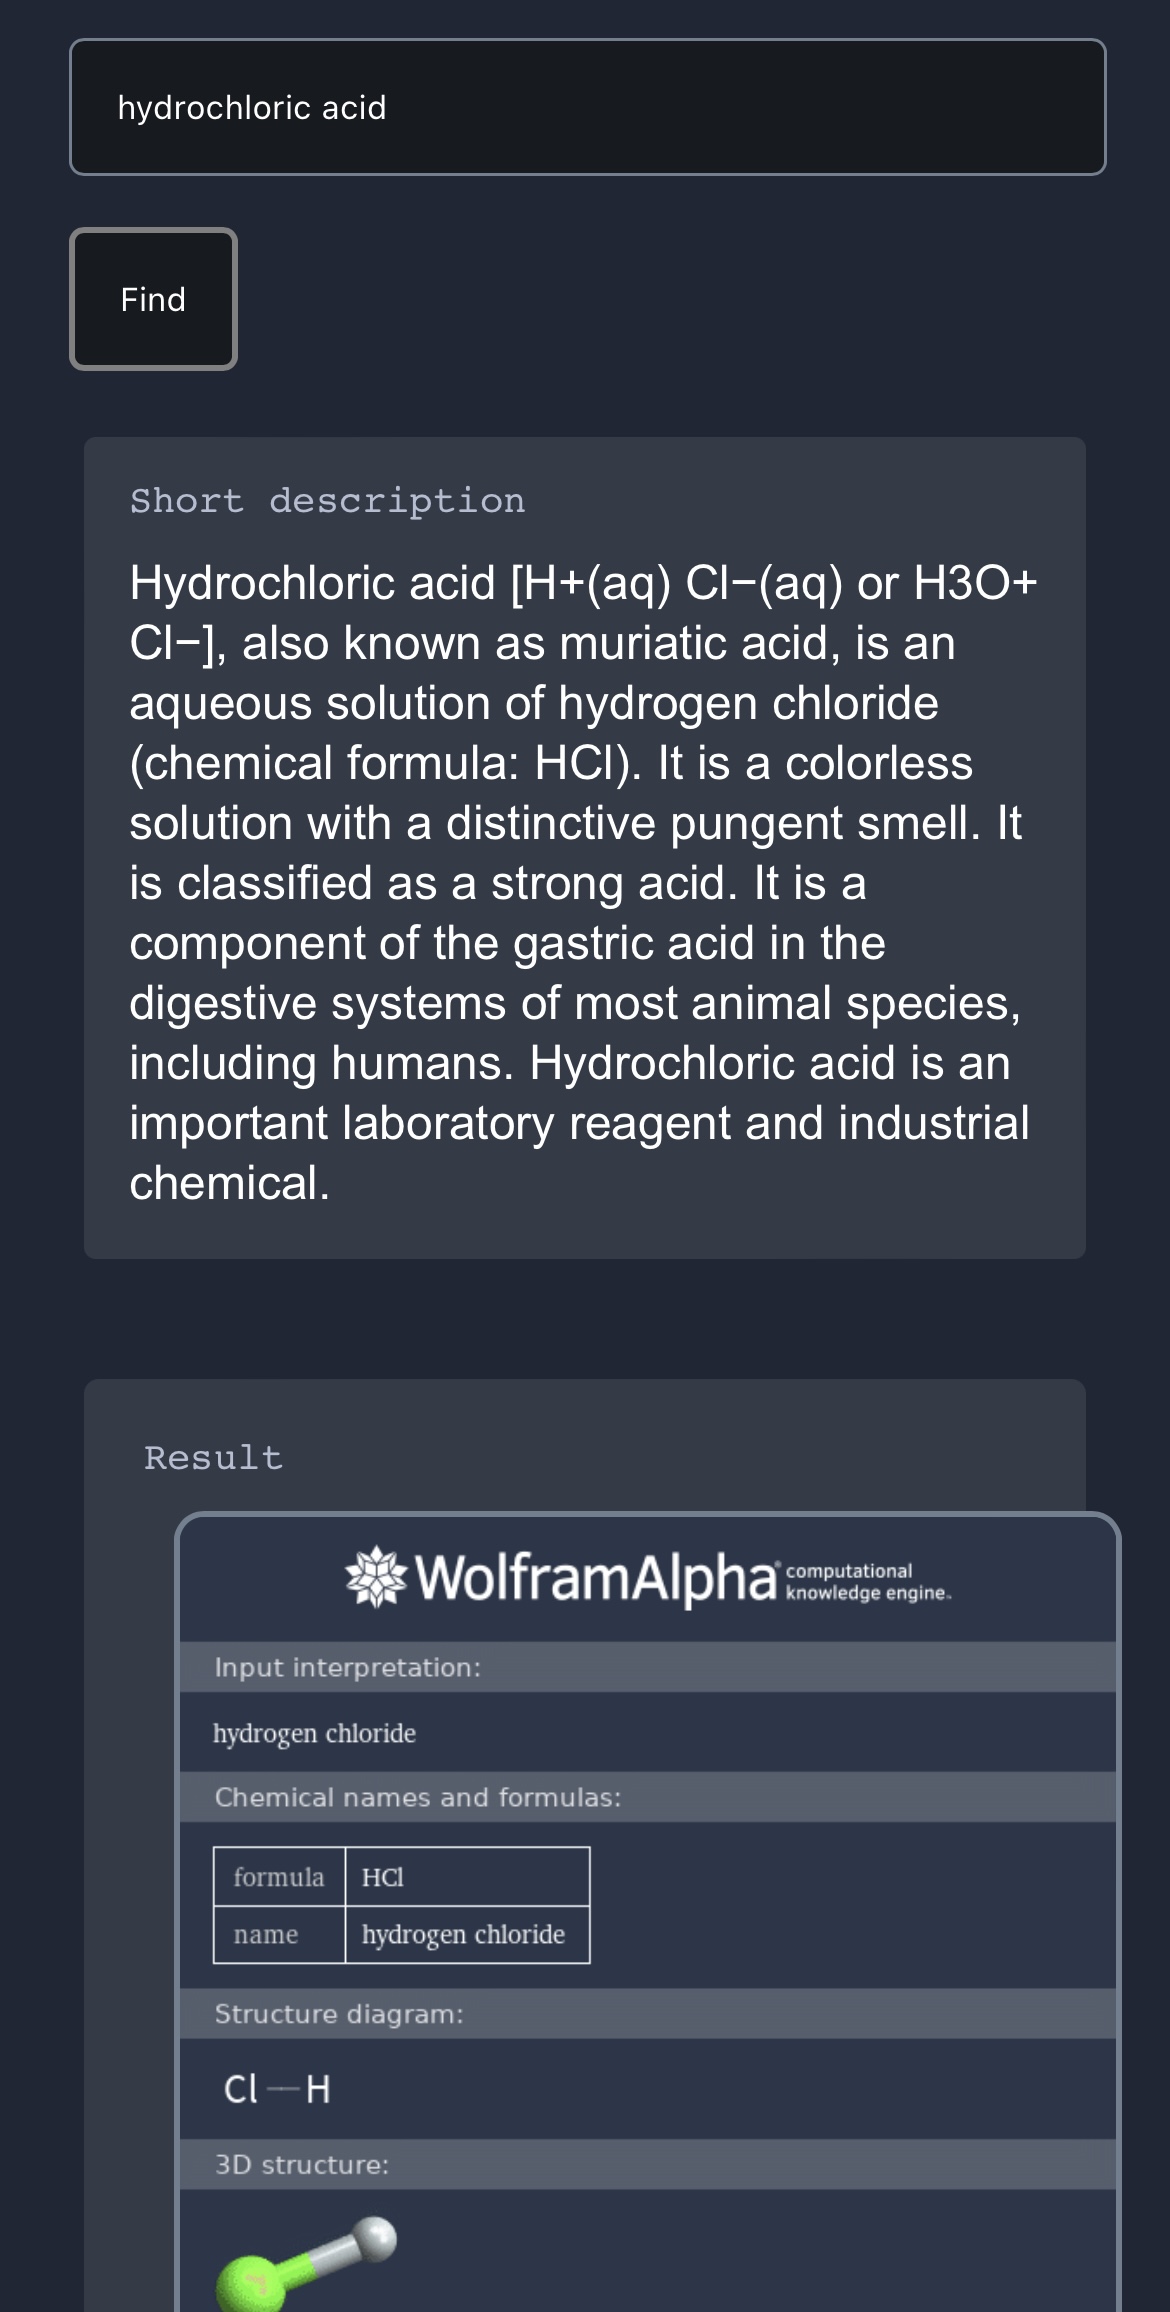 hydrochloric acid
Find
Short description
Hydrochloric acid [H+(aq) Cl−(aq) or H3O+
Cl−], also known as muriatic acid, is an
aqueous solution of hydrogen chloride
(chemical formula: HCl). It is a colorless
solution with a distinctive pungent smell. It
is classified as a strong acid. It is a
component of the gastric acid in the
digestive systems of most animal species,
including humans. Hydrochloric acid is an
important laboratory reagent and industrial
chemical.
Result
WolframAlpha computational
knowledge engine.
Input interpretation:
hydrogen chloride
Chemical names and formulas:
formula HCl
name hydrogen chloride
Structure diagram:
Cl — H
3D structure: